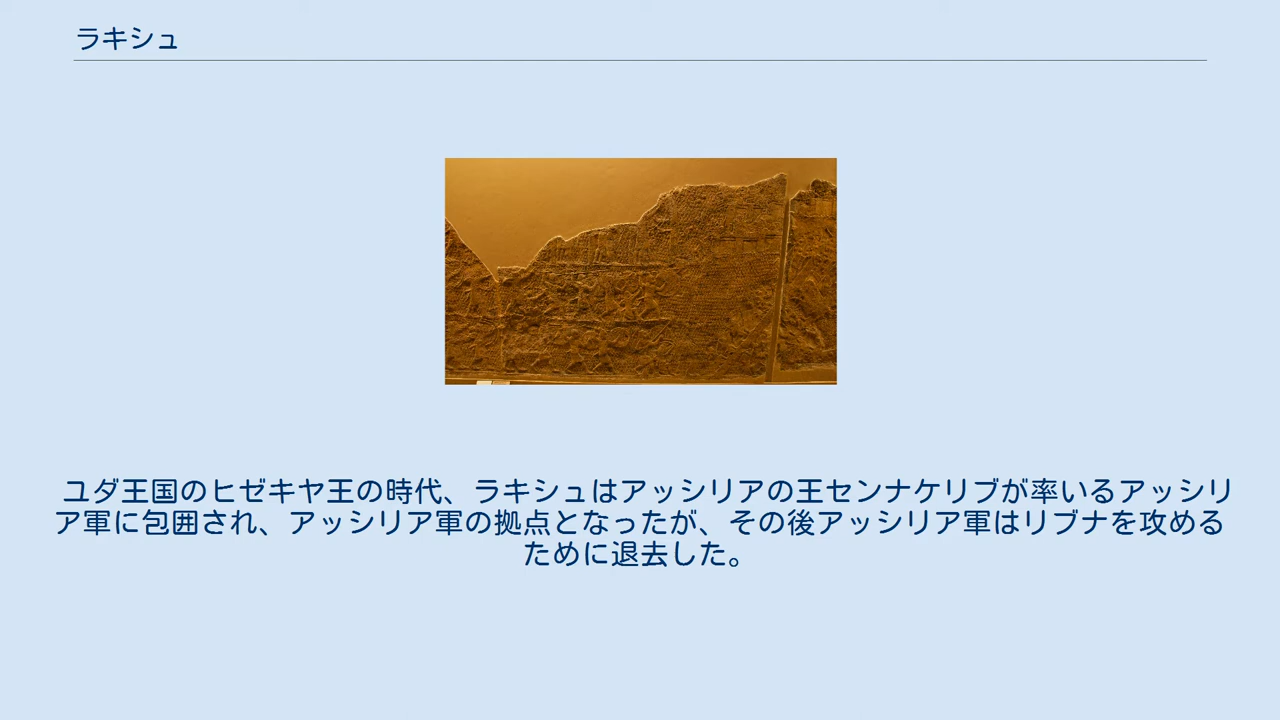 ラキシュ
ユダ王国のヒゼキヤ王の時代、ラキシュはアッシリアの王センナケリブが率いるアッシリ
ア軍に包囲され、アッシリア軍の拠点となったが、その後アッシリア軍はリブナを攻める
ために退去した。